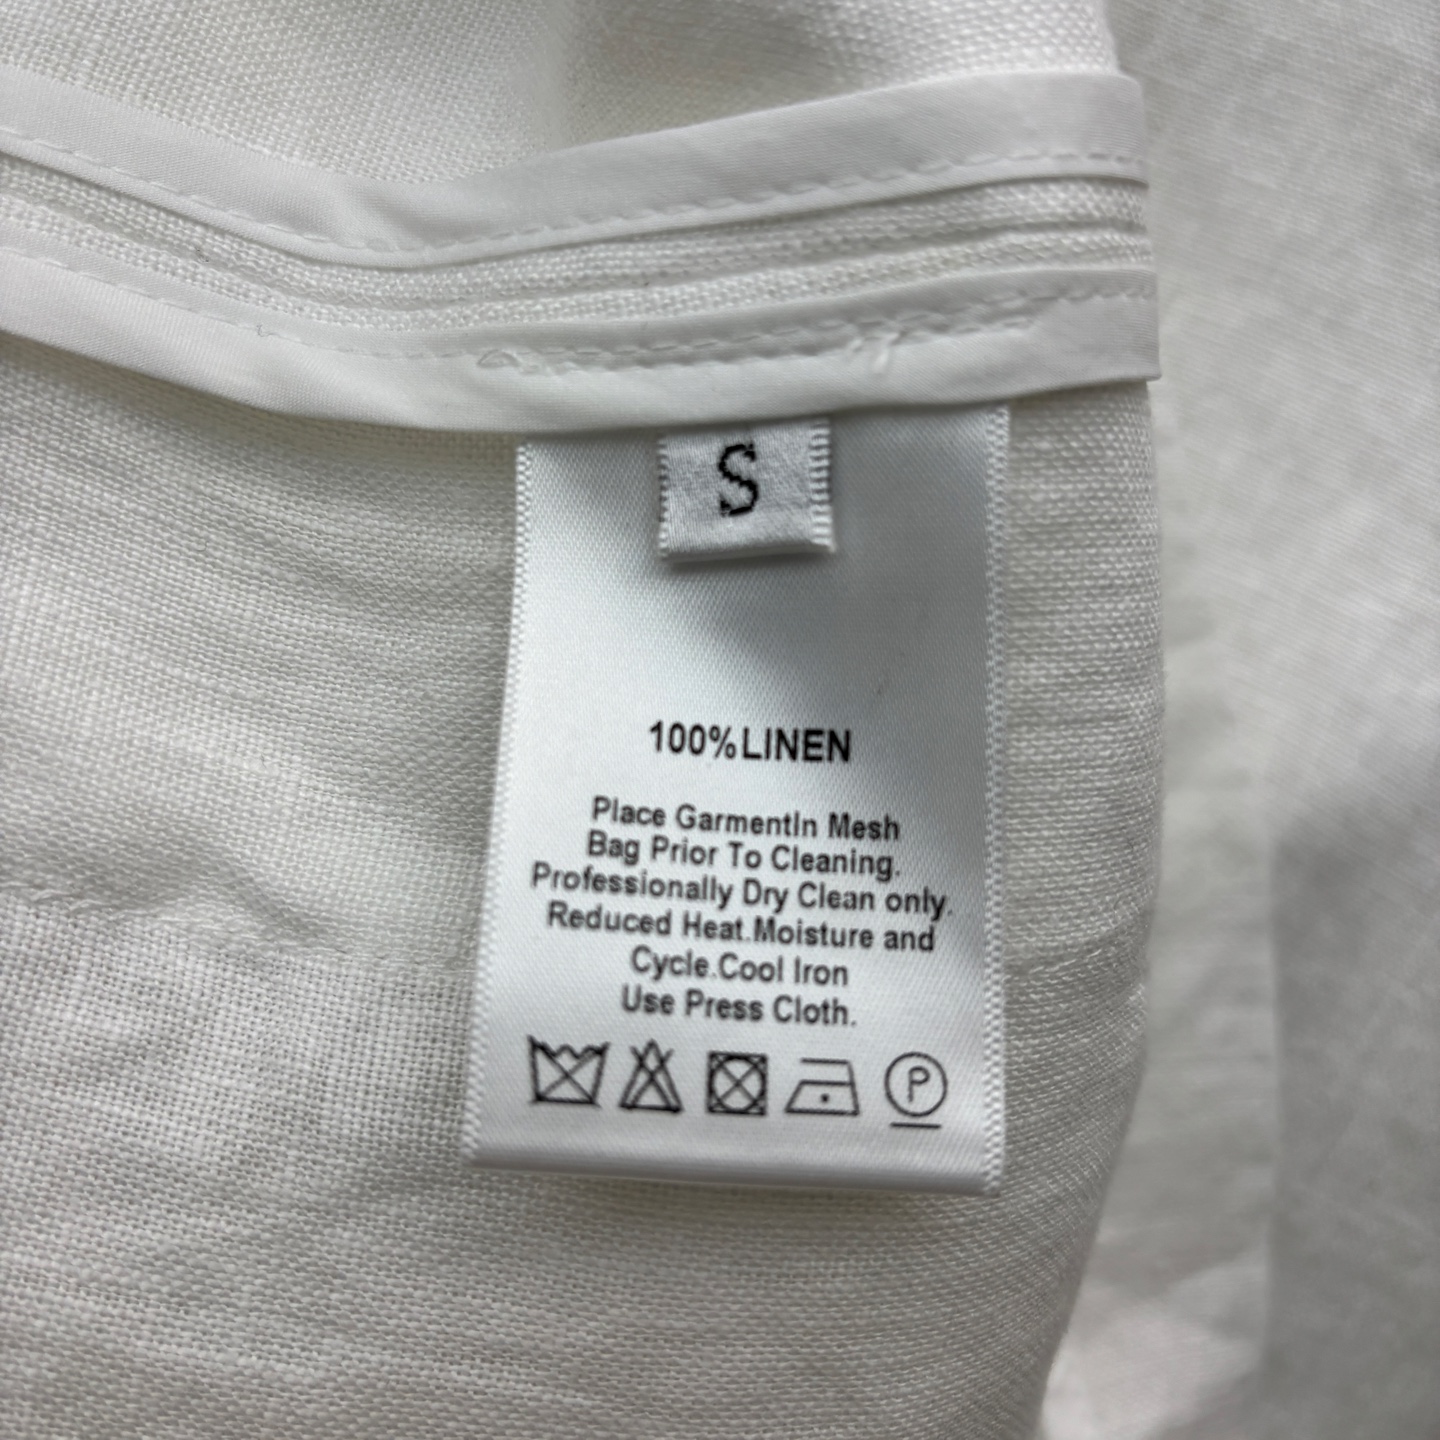 S
100%LINEN
Place GarmentIn Mesh
Bag Prior To Cleaning.
Professionally Dry Clean only.
Reduced Heat.Moisture and
Cycle.Cool Iron
Use Press Cloth.
P